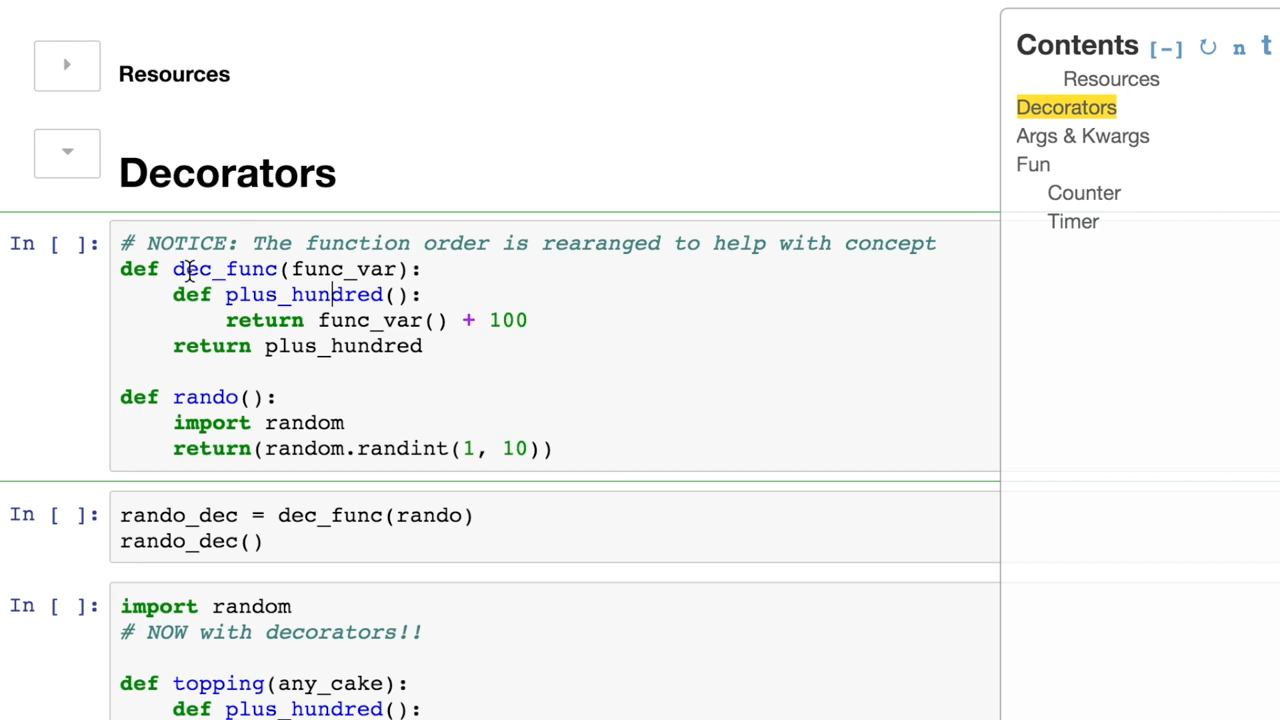 Resources
Decorators
In [ ]:
# NOTICE: The function order is rearanged to help with concept
def dec_func(func_var):
    def plus_hundred():
        return func_var() + 100
    return plus_hundred
def rando():
    import random
    return(random.randint(1, 10))
In [ ]:
rando_dec = dec_func(rando)
rando_dec()
In [ ]:
import random
# NOW with decorators!!
def topping(any_cake):
    def plus_hundred():
Contents [-] ↻ n t
Resources
Decorators
Args & Kwargs
Fun
Counter
Timer